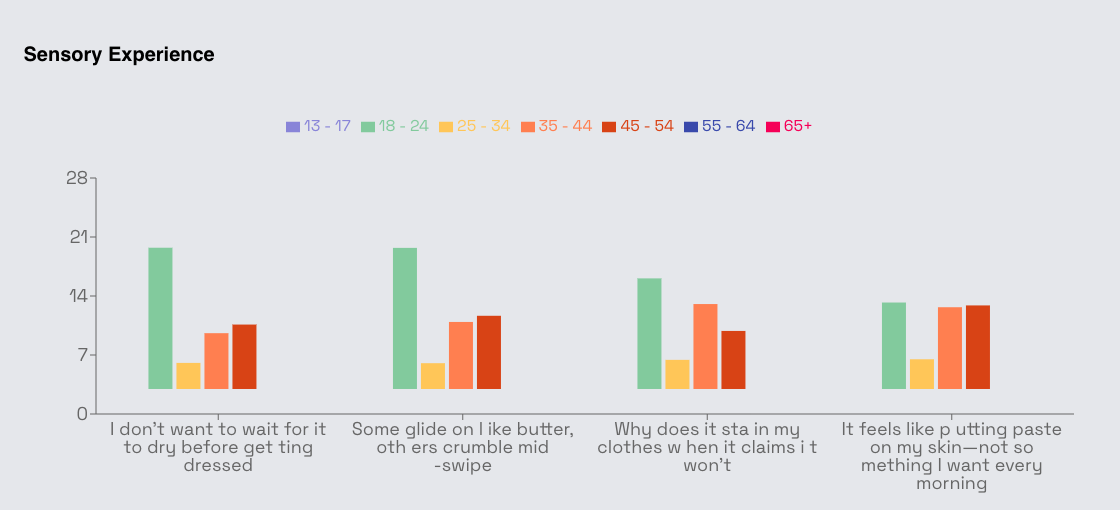 Sensory Experience
13 - 17 18 - 24 25 - 34 35 - 44 45 - 54 55 - 64 65+
28
21
14
7
0
I don't want to wait for it
to dry before get ting
dressed
Some glide on l ike butter,
oth ers crumble mid
-swipe
Why does it sta in my
clothes w hen it claims i t
won't
It feels like p utting paste
on my skin—not so
mething I want every
morning